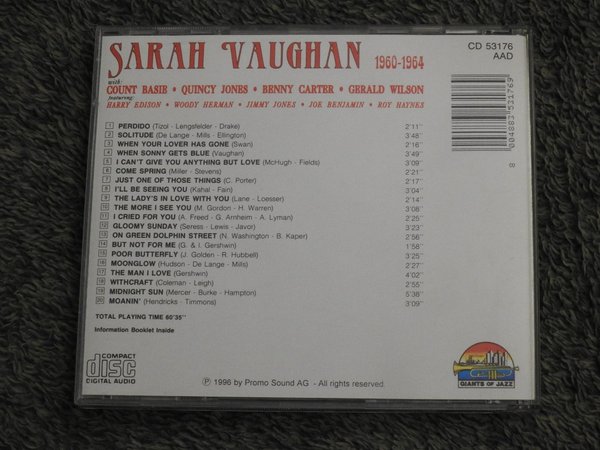 SARAH VAUGHAN 1960-1964
CD 53176
AAD
with:
COUNT BASIE • QUINCY JONES • BENNY CARTER • GERALD WILSON
featuring:
HARRY EDISON • WOODY HERMAN • JIMMY JONES • JOE BENJAMIN • ROY HAYNES
8 004883 531769
1 PERDIDO (Tizol - Lengsfelder - Drake) 2'11"
2 SOLITUDE (De Lange - Mills - Ellington) 3'48"
3 WHEN YOUR LOVER HAS GONE (Swan) 2'16"
4 WHEN SONNY GETS BLUE (Vaughan) 3'49"
5 I CAN'T GIVE YOU ANYTHING BUT LOVE (McHugh - Fields) 3'09"
6 COME SPRING (Miller - Stevens) 2'21"
7 JUST ONE OF THOSE THINGS (C. Porter) 2'17"
8 I'LL BE SEEING YOU (Kahal - Fain) 3'04"
9 THE LADY'S IN LOVE WITH YOU (Lane - Loesser) 2'14"
10 THE MORE I SEE YOU (M. Gordon - H. Warren) 3'08"
11 I CRIED FOR YOU (A. Freed - G. Arnheim - A. Lyman) 2'25"
12 GLOOMY SUNDAY (Seress - Lewis - Javor) 3'23"
13 ON GREEN DOLPHIN STREET (N. Washington - B. Kaper) 2'56"
14 BUT NOT FOR ME (G. & I. Gershwin) 1'58"
15 POOR BUTTERFLY (J. Golden - R. Hubbell) 3'25"
16 MOONGLOW (Hudson - De Lange - Mills) 2'27"
17 THE MAN I LOVE (Gershwin) 4'02"
18 WITHCRAFT (Coleman - Leigh) 2'55"
19 MIDNIGHT SUN (Mercer - Burke - Hampton) 5'38"
20 MOANIN' (Hendricks - Timmons) 3'09"
TOTAL PLAYING TIME 60'35"
Information Booklet Inside
COMPACT
disc
DIGITAL AUDIO
Ⓟ 1996 by Promo Sound AG - All rights reserved.
GIANTS OF JAZZ